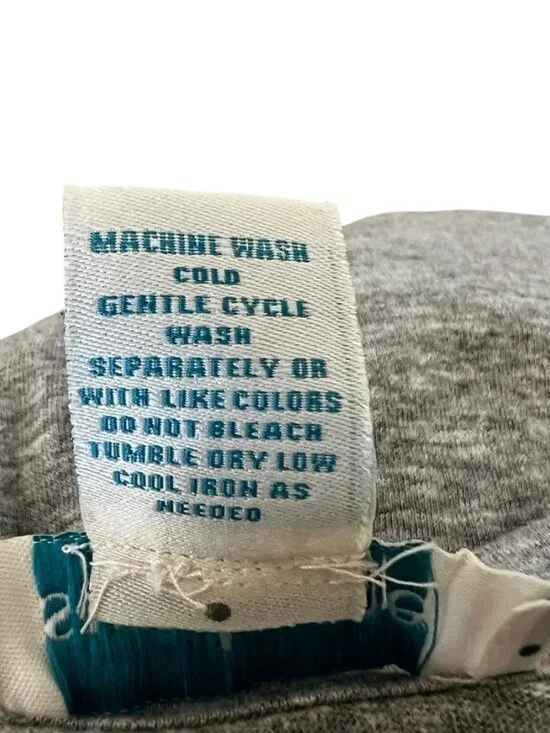 MACHINE WASH
COLD
GENTLE CYCLE
WASH
SEPARATELY OR
WITH LIKE COLORS
DO NOT BLEACH
TUMBLE DRY LOW
COOL IRON AS
NEEDED